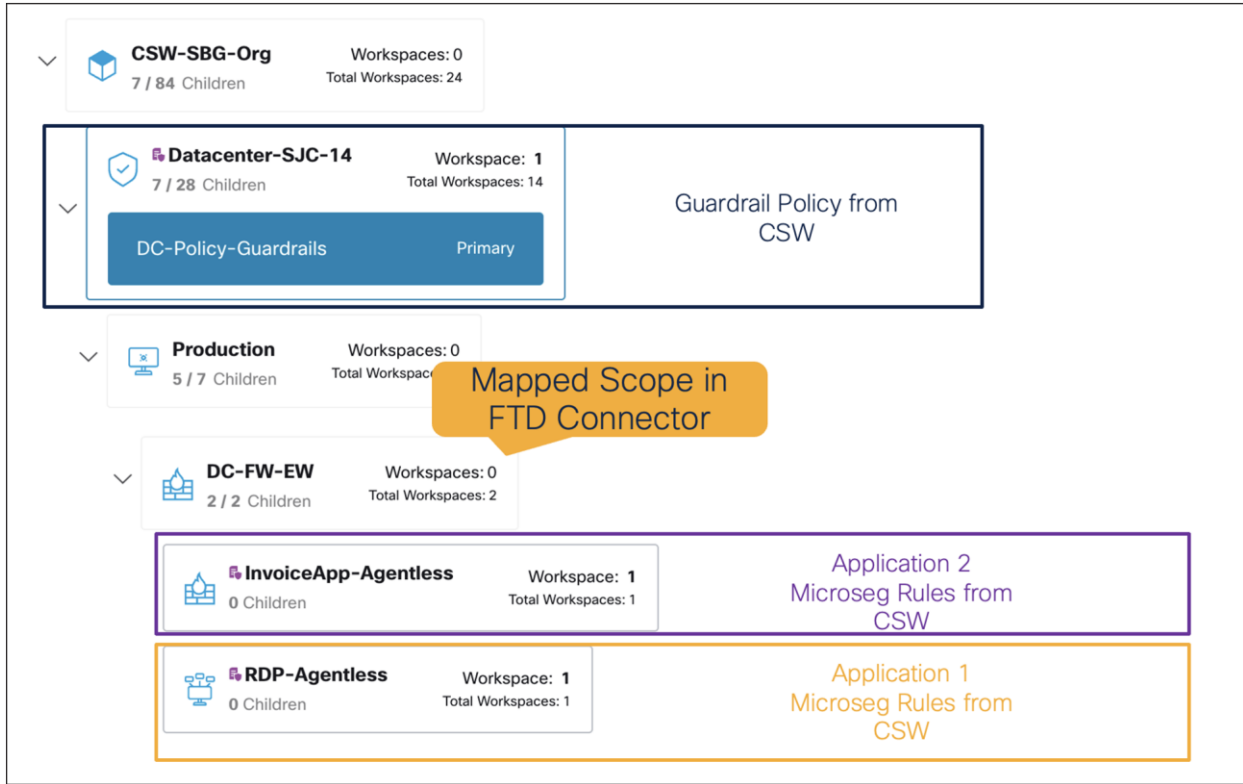 CSW-SBG-Org
Workspaces: 0
7 / 84 Children
Total Workspaces: 24
Datacenter-SJC-14
Workspace: 1
7 / 28 Children
Total Workspaces: 14
DC-Policy-Guardrails
Primary
Guardrail Policy from
CSW
Production
Workspaces: 0
5 / 7 Children
Total Workspac
Mapped Scope in
FTD Connector
DC-FW-EW
Workspaces: 0
2 / 2 Children
Total Workspaces: 2
InvoiceApp-Agentless
Workspace: 1
0 Children
Total Workspaces: 1
Application 2
Microseg Rules from
CSW
RDP-Agentless
Workspace: 1
0 Children
Total Workspaces: 1
Application 1
Microseg Rules from
CSW